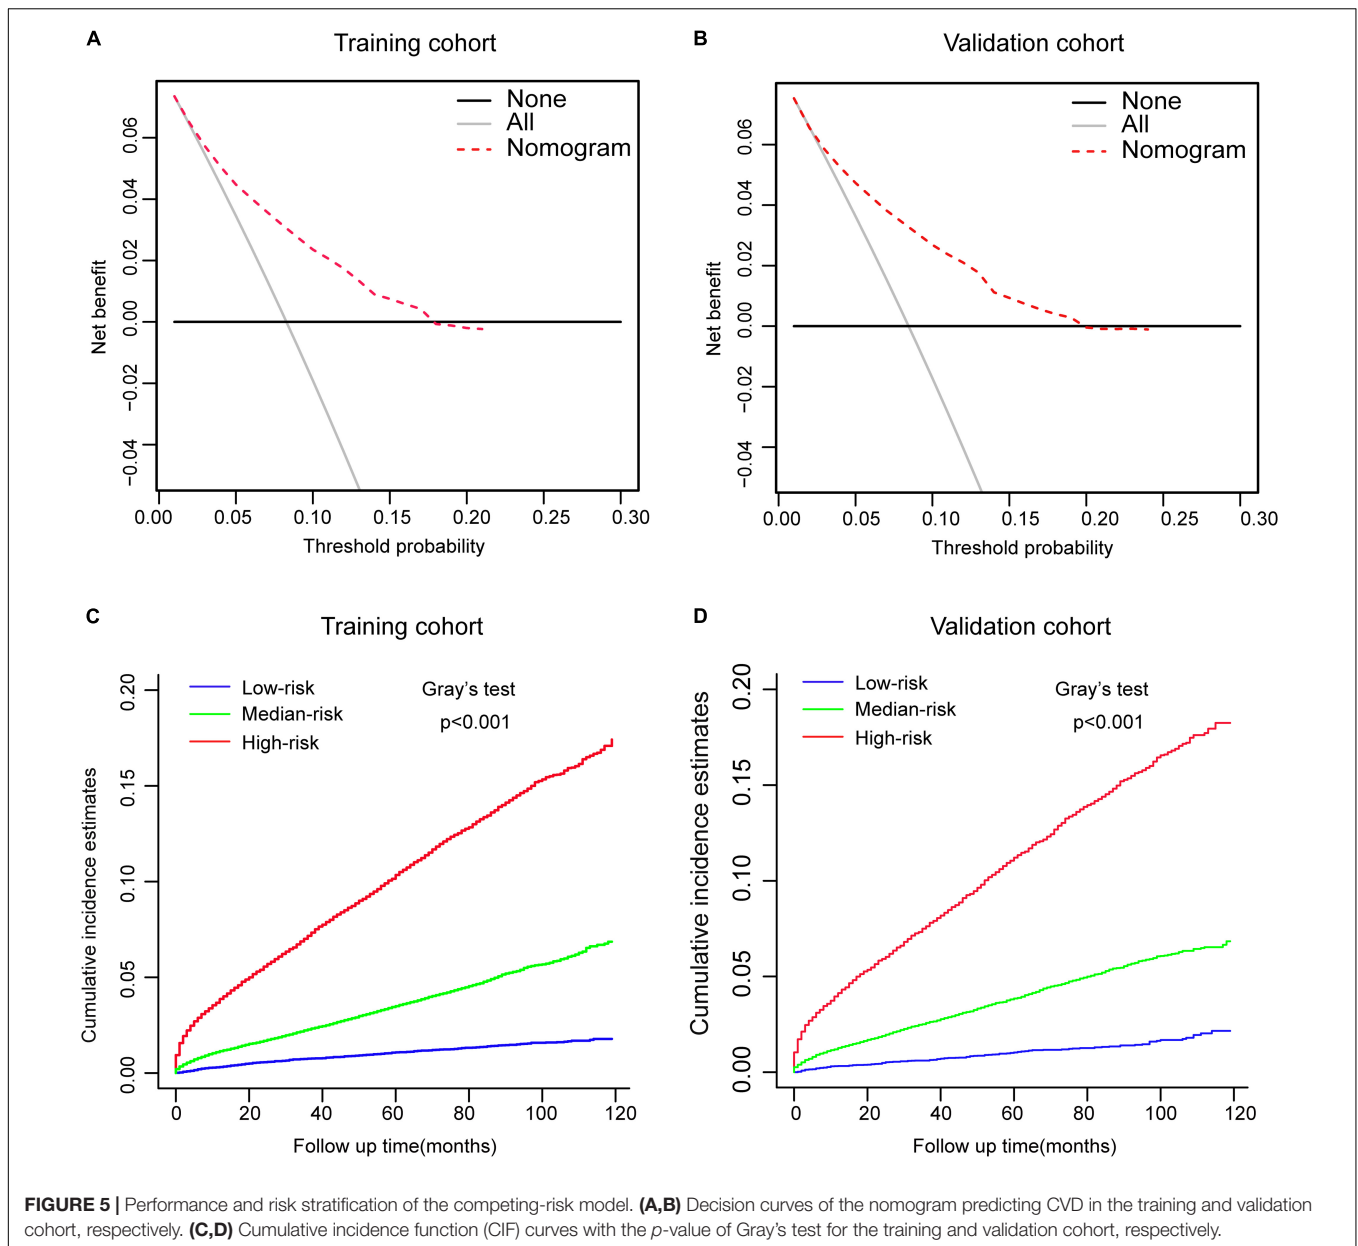 A
Training cohort
None
All
Nomogram
Net benefit
0.06
0.04
0.02
0.00
−0.02
−0.04
0.00 0.05 0.10 0.15 0.20 0.25 0.30
Threshold probability
B
Validation cohort
None
All
Nomogram
Net benefit
0.06
0.04
0.02
0.00
−0.02
−0.04
0.00 0.05 0.10 0.15 0.20 0.25 0.30
Threshold probability
C
Training cohort
Low-risk
Median-risk
High-risk
Gray's test
p<0.001
Cumulative incidence estimates
0.20
0.15
0.10
0.05
0.00
0 20 40 60 80 100 120
Follow up time(months)
D
Validation cohort
Low-risk
Median-risk
High-risk
Gray's test
p<0.001
Cumulative incidence estimates
0.20
0.15
0.10
0.05
0.00
0 20 40 60 80 100 120
Follow up time(months)
FIGURE 5 | Performance and risk stratification of the competing-risk model. (A,B) Decision curves of the nomogram predicting CVD in the training and validation
cohort, respectively. (C,D) Cumulative incidence function (CIF) curves with the p-value of Gray's test for the training and validation cohort, respectively.